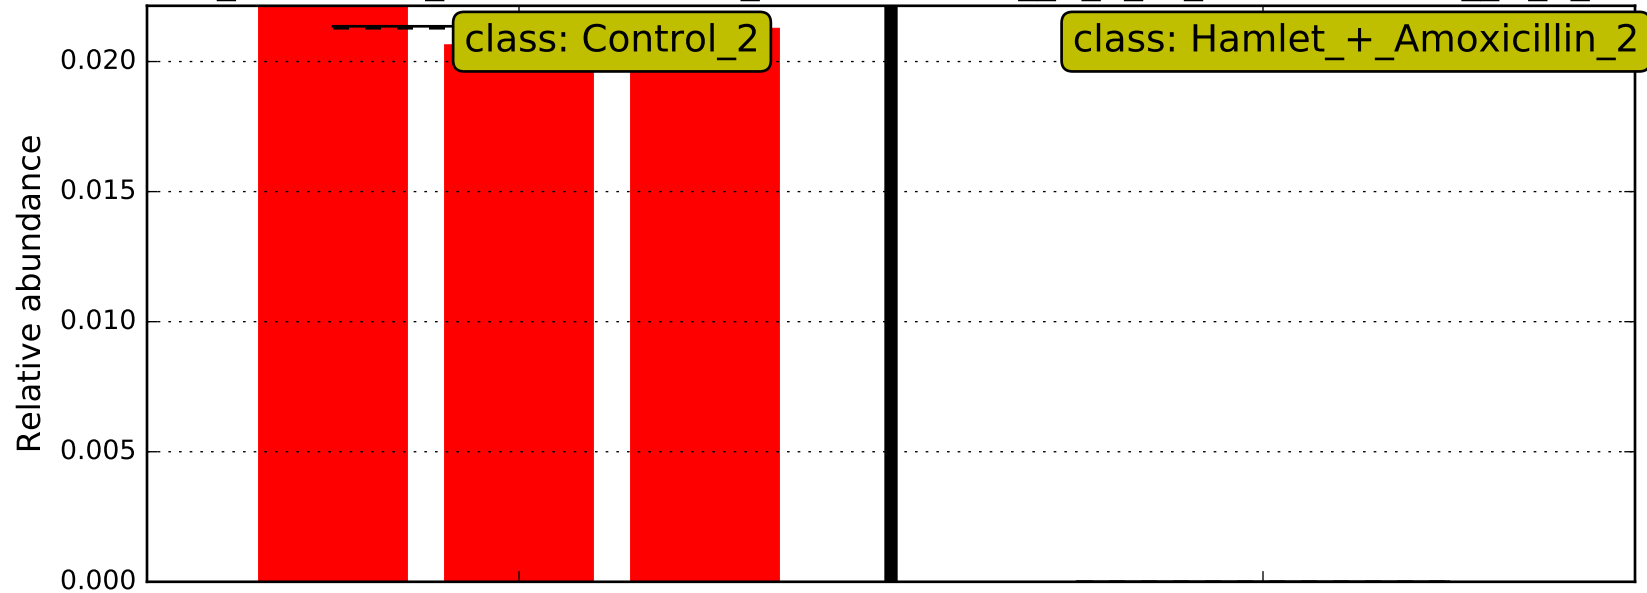 class: Control_2
class: Hamlet_+_Amoxicillin_2
0.020
0.015
0.010
0.005
0.000
Relative abundance